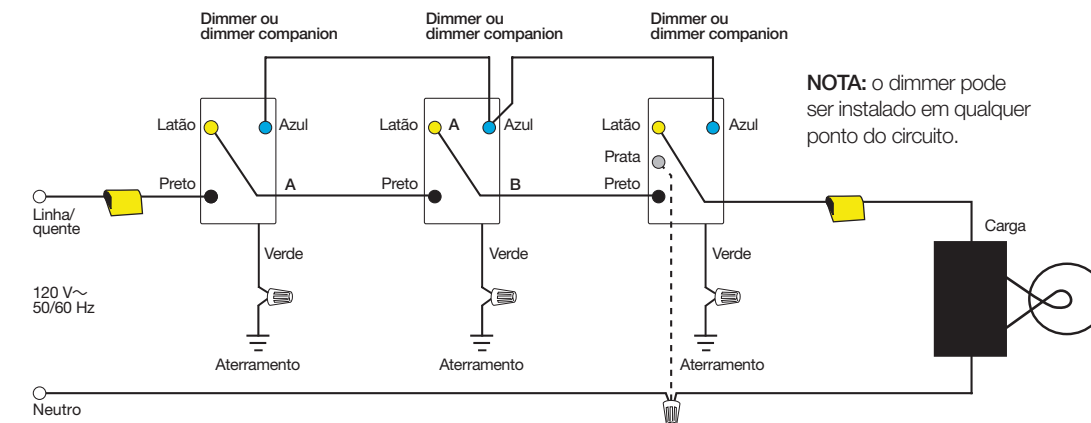 Dimmer ou
dimmer companion
Dimmer ou
dimmer companion
Dimmer ou
dimmer companion
NOTA: o dimmer pode
ser instalado em qualquer
ponto do circuito.
Latão
Azul
Latão
A
Azul
Latão
Azul
Prata
Preto
A
Preto
B
Preto
Linha/
quente
Carga
Verde
Verde
Verde
120 V~
50/60 Hz
Aterramento
Aterramento
Aterramento
Neutro